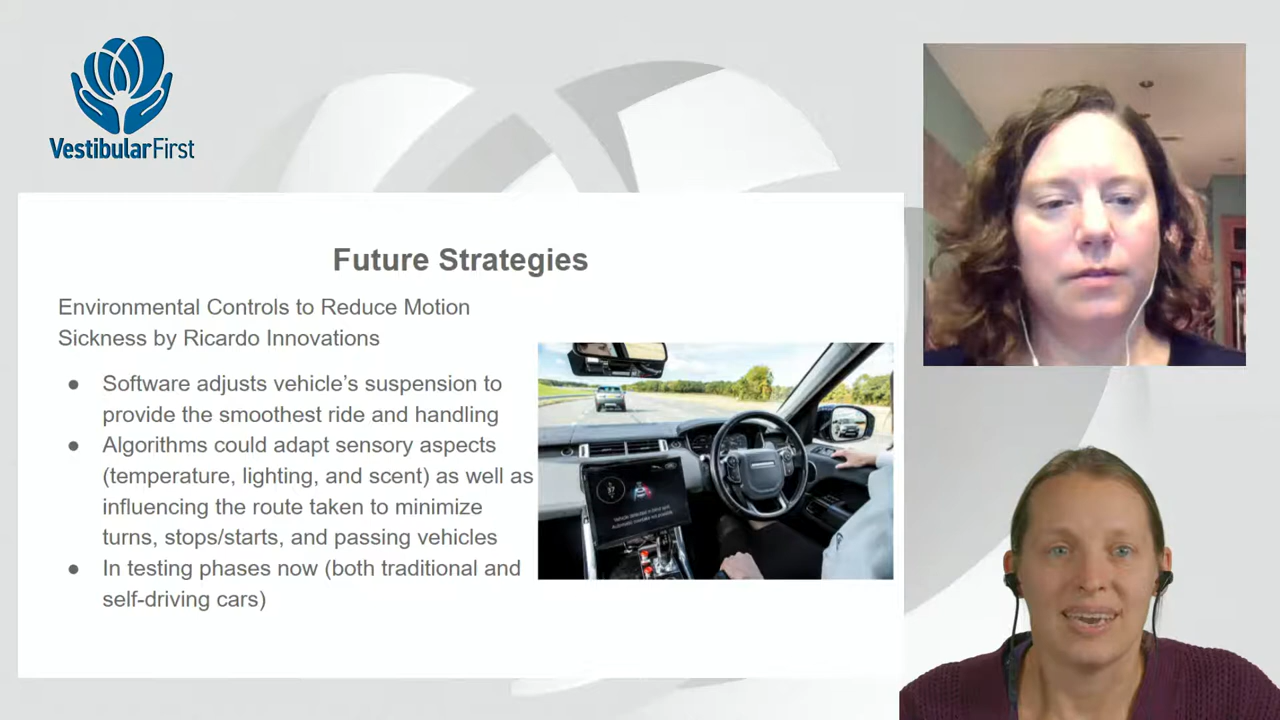 VestibularFirst
Future Strategies
Environmental Controls to Reduce Motion
Sickness by Ricardo Innovations
● Software adjusts vehicle’s suspension to
provide the smoothest ride and handling
● Algorithms could adapt sensory aspects
(temperature, lighting, and scent) as well as
influencing the route taken to minimize
turns, stops/starts, and passing vehicles
● In testing phases now (both traditional and
self-driving cars)